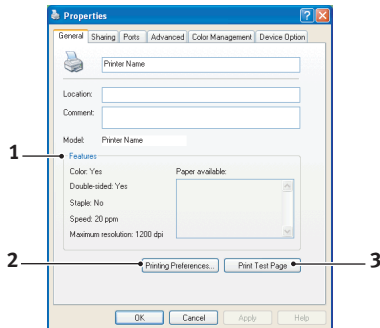 Properties
General Sharing Ports Advanced Color Management Device Option
Printer Name
Location:
Comment:
Model: Printer Name
1
Features
Color: Yes Paper available:
Double-sided: Yes
Staple: No
Speed: 20 ppm
Maximum resolution: 1200 dpi
2 Printing Preferences... Print Test Page 3
OK Cancel Apply Help